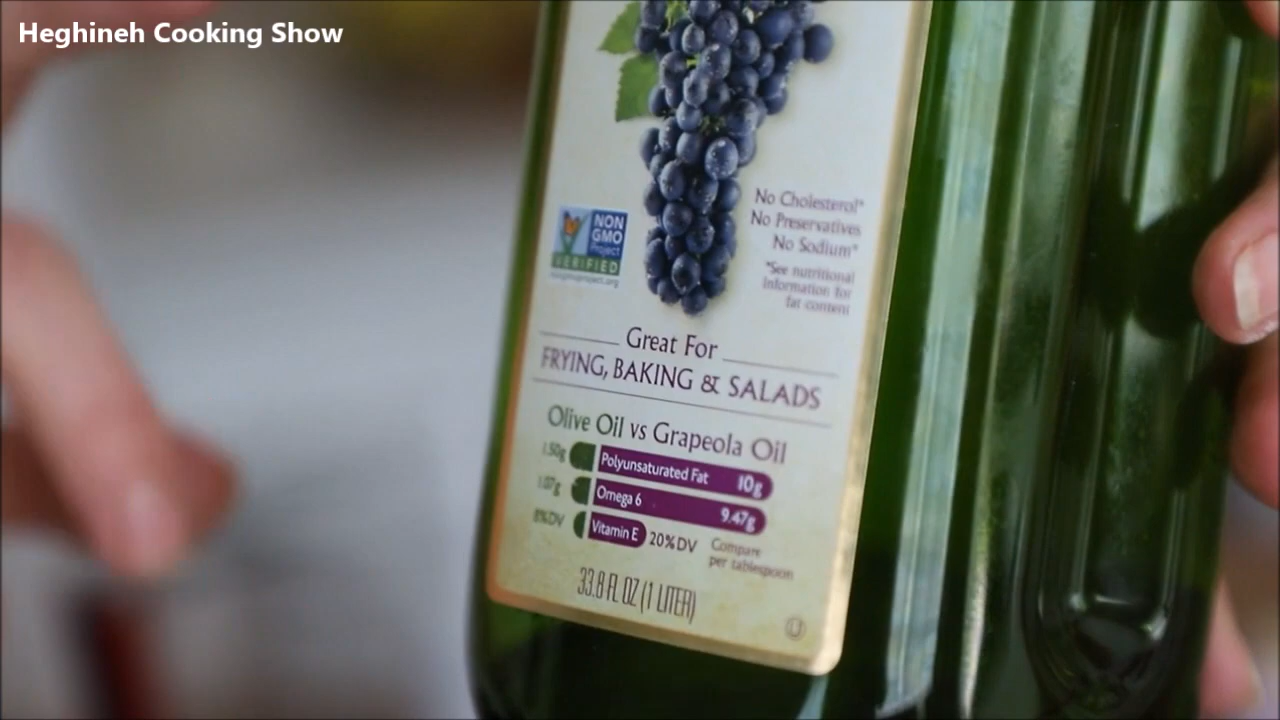 Heghineh Cooking Show
No Cholesterol*
No Preservatives
No Sodium*
*See nutritional
information for
fat content
NON
GMO
Project
VERIFIED
nongmoproject.org
Great For
FRYING, BAKING & SALADS
Olive Oil vs Grapeola Oil
1.50g Polyunsaturated Fat 10g
1.07g Omega 6 9.47g
8%DV Vitamin E 20%DV
Compare
per tablespoon
33.8 FL OZ (1 LITER)
U